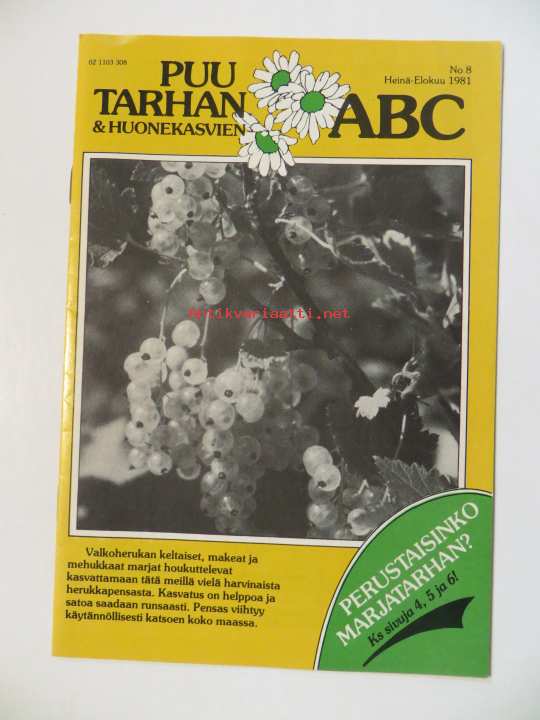 02 1103 308
No 8
Heinä-Elokuu 1981
PUU
TARHAN
& HUONEKASVIEN
ABC
antikvariaatti.net
Valkoherukan keltaiset, makeat ja
mehukkaat marjat houkuttelevat
kasvattamaan tätä meillä vielä harvinaista
herukkapensasta. Kasvatus on helppoa ja
satoa saadaan runsaasti. Pensas viihtyy
käytännöllisesti katsoen koko maassa.
PERUSTAISINKO
MARJATARHAN?
Ks sivuja 4, 5 ja 6!